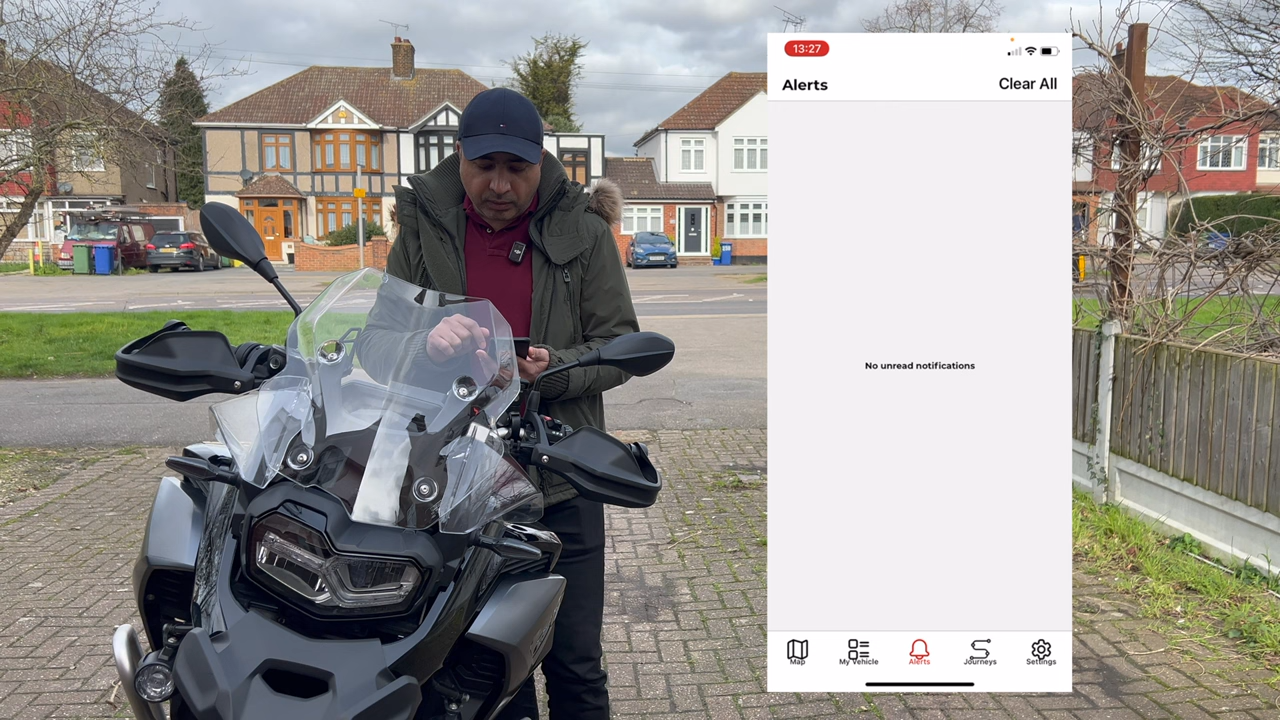 13:27
Alerts
Clear All
No unread notifications
Map
My Vehicle
Alerts
Journeys
Settings